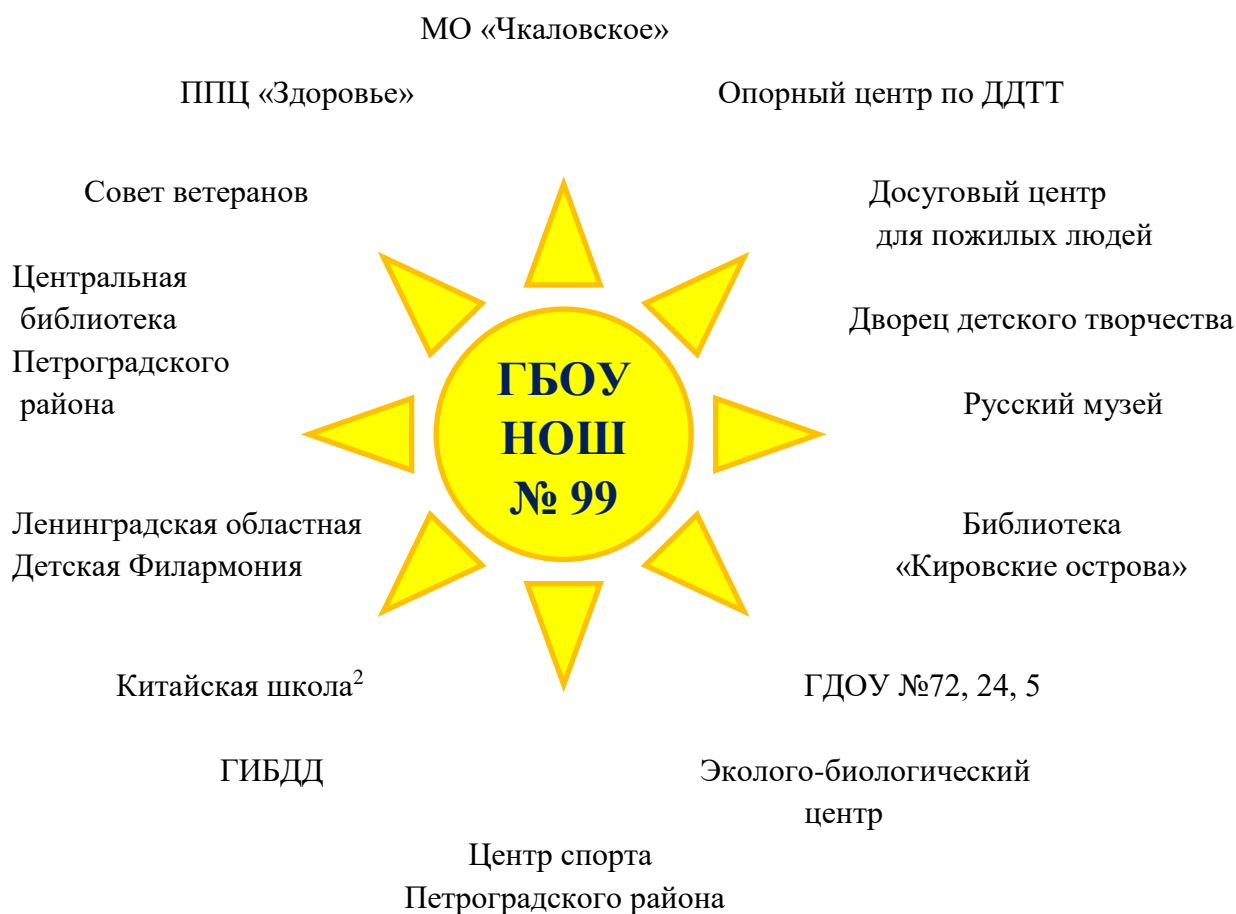 МО «Чкаловское»
ППЦ «Здоровье»
Опорный центр по ДДТТ
Совет ветеранов
Досуговый центр
для пожилых людей
Центральная
библиотека
Петроградского
района
Дворец детского творчества
ГБОУ
НОШ
№ 99
Русский музей
Ленинградская областная
Детская Филармония
Библиотека
«Кировские острова»
Китайская школа²
ГДОУ №72, 24, 5
ГИБДД
Эколого-биологический
центр
Центр спорта
Петроградского района